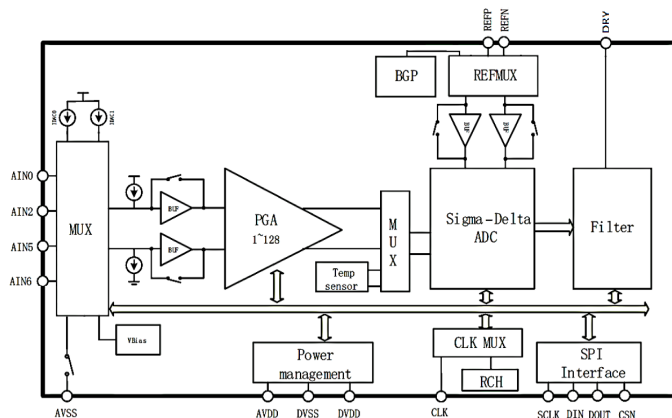 REFP
REFN
DRY
BGP
REFMUX
IDAC0
IDAC1
BUF
BUF
AIN0
AIN2
AIN5
AIN6
MUX
BUF
BUF
PGA
1~128
MUX
Temp
sensor
Sigma-Delta
ADC
Filter
VBias
Power
management
CLK MUX
RCH
SPI
Interface
AVSS
AVDD
DVSS
DVDD
CLK
SCLK
DIN
DOUT
CSN